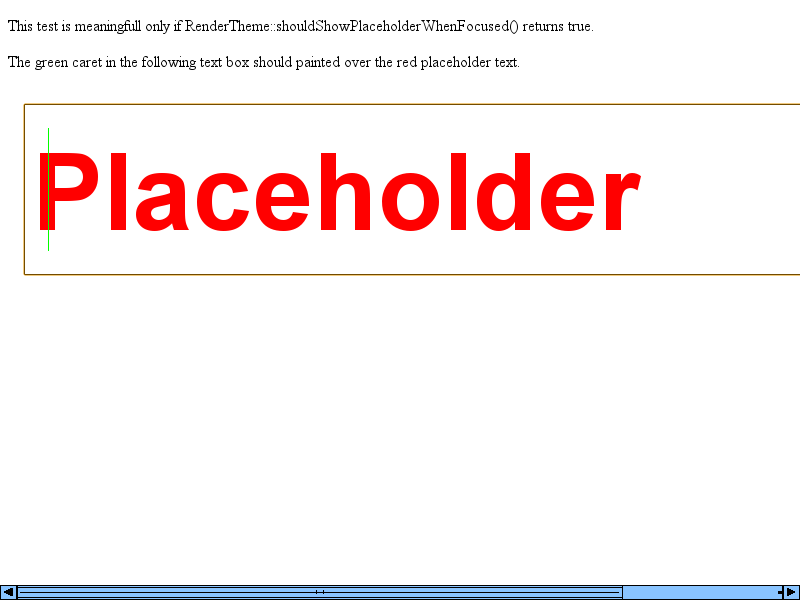 This test is meaningfull only if RenderTheme::shouldShowPlaceholderWhenFocused() returns true.
The green caret in the following text box should painted over the red placeholder text.
Placeholder